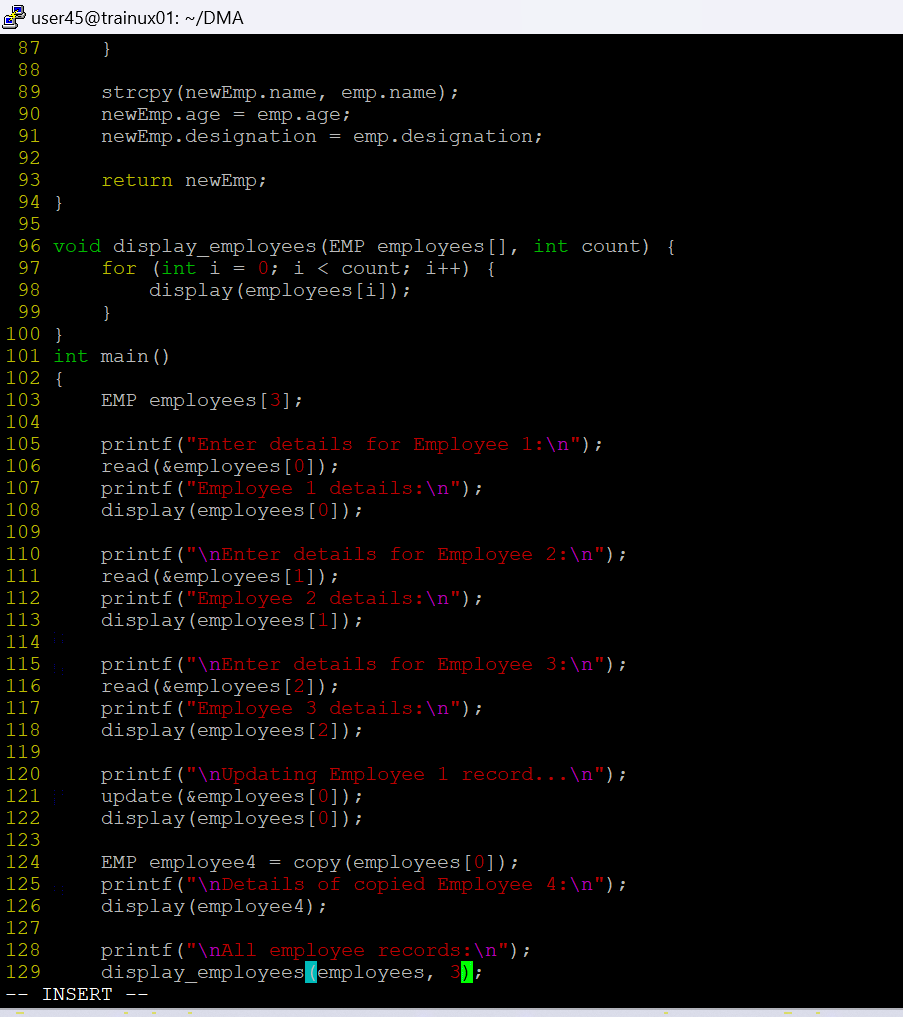 user45@trainux01: ~/DMA
87     }
88
89     strcpy(newEmp.name, emp.name);
90     newEmp.age = emp.age;
91     newEmp.designation = emp.designation;
92
93     return newEmp;
94 }
95
96 void display_employees(EMP employees[], int count) {
97     for (int i = 0; i < count; i++) {
98         display(employees[i]);
99     }
100 }
101 int main()
102 {
103     EMP employees[3];
104
105     printf("Enter details for Employee 1:\n");
106     read(&employees[0]);
107     printf("Employee 1 details:\n");
108     display(employees[0]);
109
110     printf("\nEnter details for Employee 2:\n");
111     read(&employees[1]);
112     printf("Employee 2 details:\n");
113     display(employees[1]);
114
115     printf("\nEnter details for Employee 3:\n");
116     read(&employees[2]);
117     printf("Employee 3 details:\n");
118     display(employees[2]);
119
120     printf("\nUpdating Employee 1 record...\n");
121     update(&employees[0]);
122     display(employees[0]);
123
124     EMP employee4 = copy(employees[0]);
125     printf("\nDetails of copied Employee 4:\n");
126     display(employee4);
127
128     printf("\nAll employee records:\n");
129     display_employees(employees, 3);
-- INSERT --